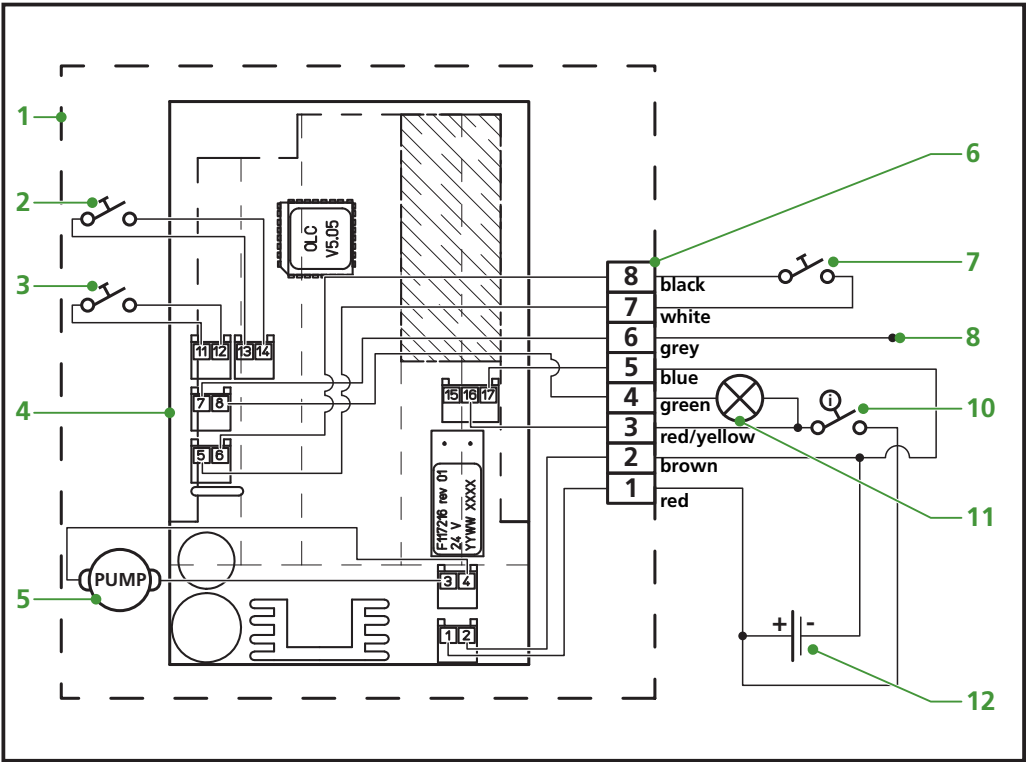 1
2
3
4
5
6
7
8
10
11
12
OLC
V5.05
11 12 13 14
7 8
5 6
15 16 17
F117216 rev 01
24 V
YYWW XXXX
3 4
1 2
PUMP
8 black
7 white
6 grey
5 blue
4 green
3 red/yellow
2 brown
1 red
i
+ -